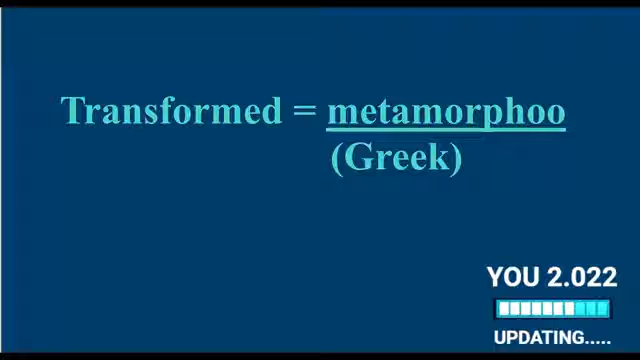 Transformed = metamorphoo
(Greek)
YOU 2.022
UPDATING.....